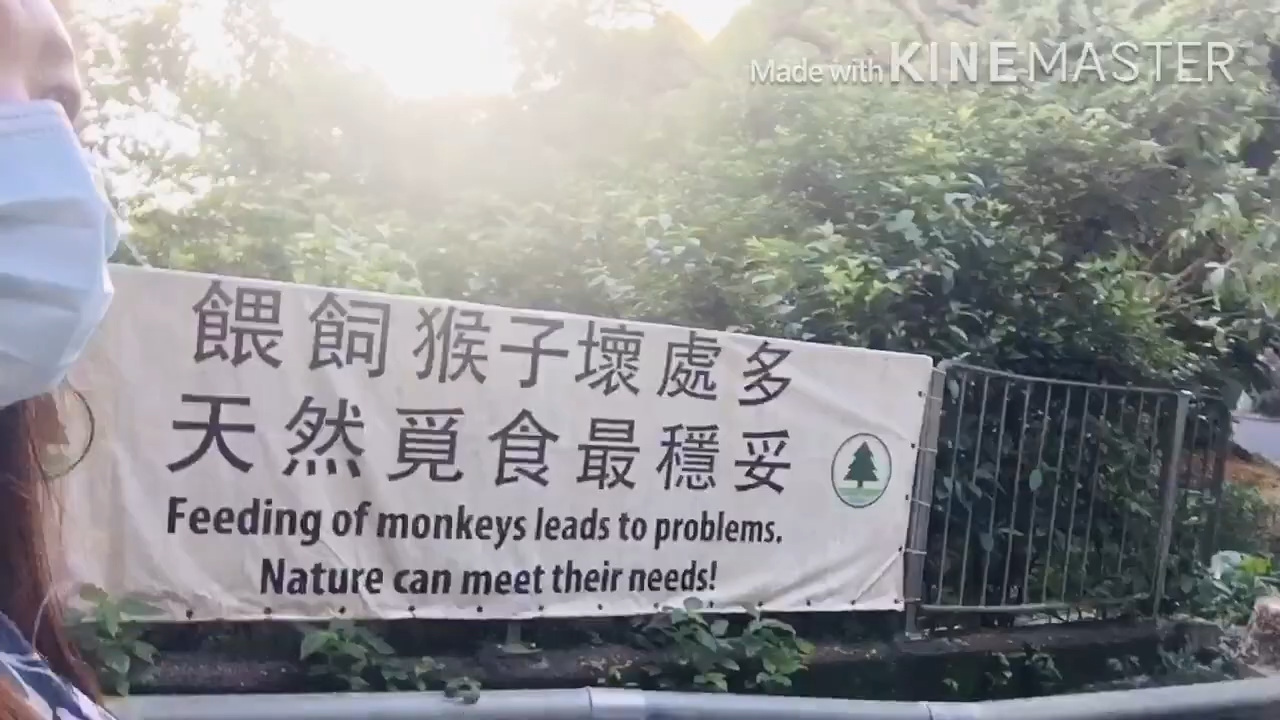 Made with KINEMASTER
餵飼猴子壞處多
天然覓食最穩妥
Feeding of monkeys leads to problems.
Nature can meet their needs!